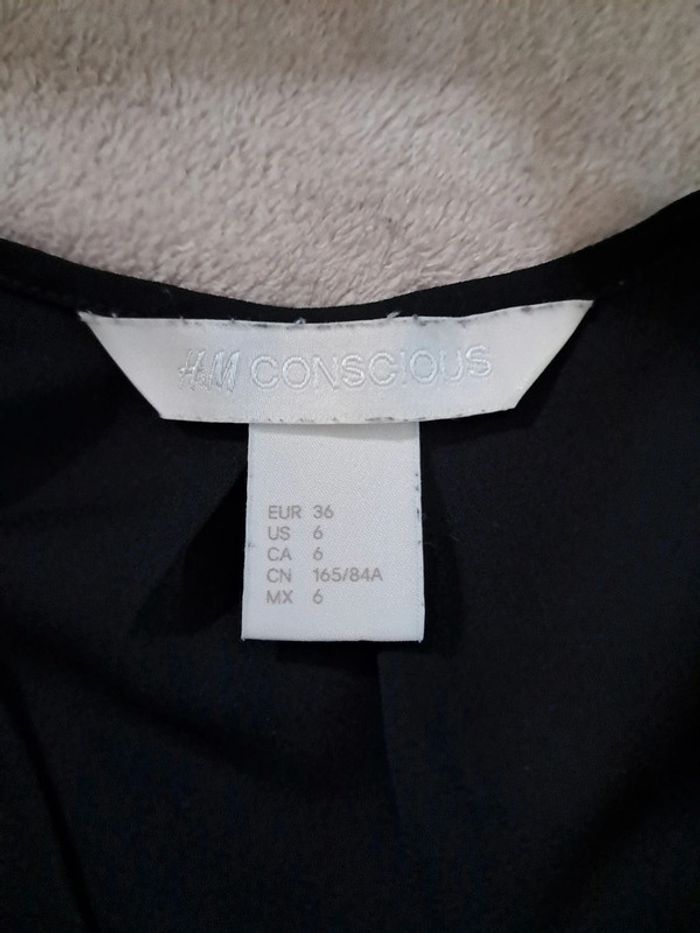 H&M CONSCIOUS
EUR 36
US 6
CA 6
CN 165/84A
MX 6